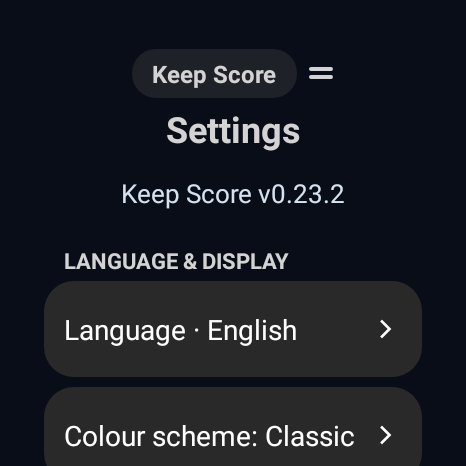 Keep Score
Settings
Keep Score v0.23.2
LANGUAGE & DISPLAY
Language · English
Colour scheme: Classic